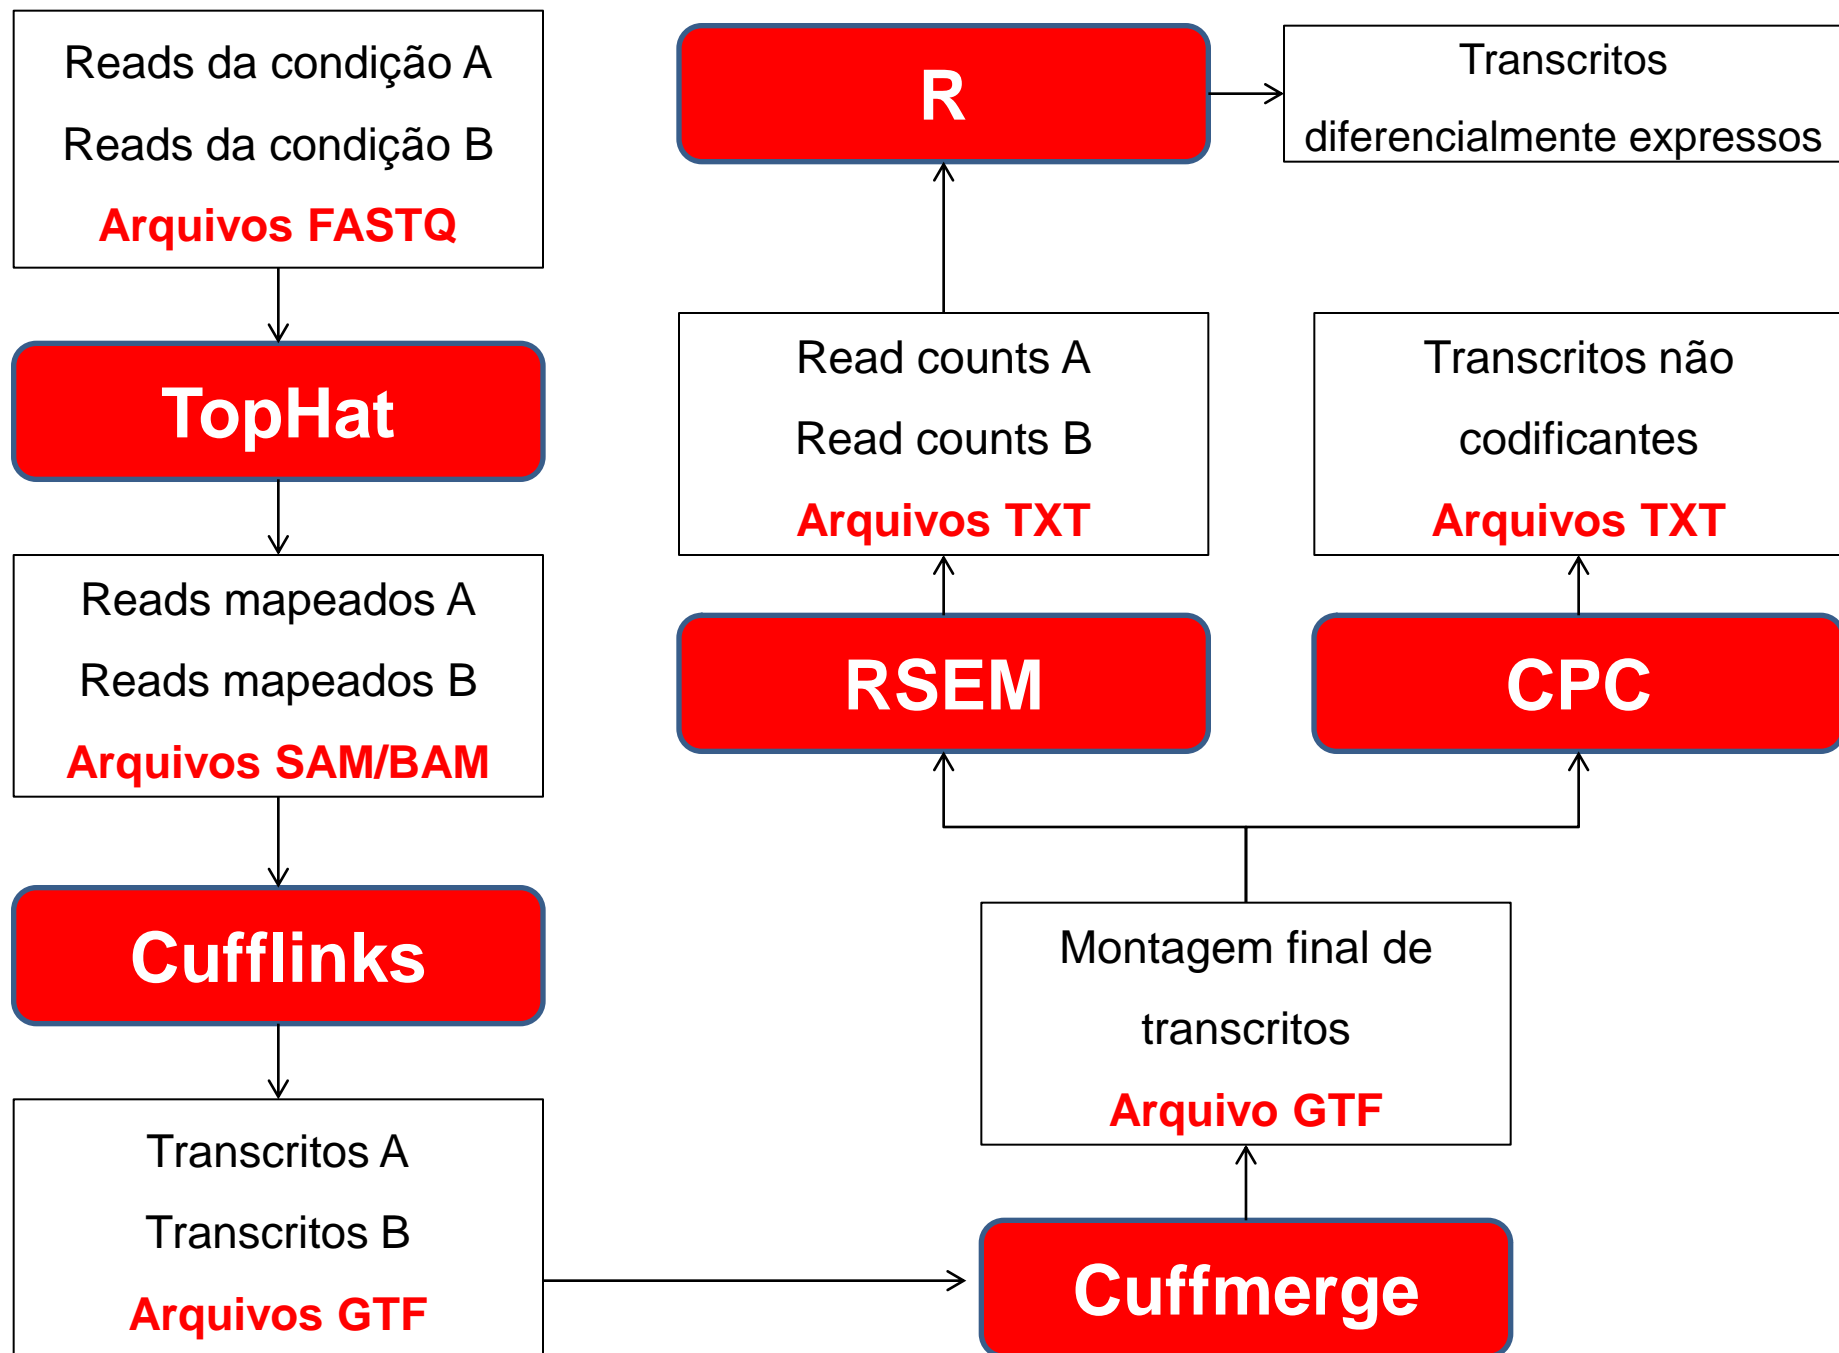 Reads da condição A
Reads da condição B
Arquivos FASTQ
TopHat
Reads mapeados A
Reads mapeados B
Arquivos SAM/BAM
Cufflinks
Transcritos A
Transcritos B
Arquivos GTF
Cuffmerge
Montagem final de
transcritos
Arquivo GTF
RSEM
Read counts A
Read counts B
Arquivos TXT
R
Transcritos
diferencialmente expressos
CPC
Transcritos não
codificantes
Arquivos TXT